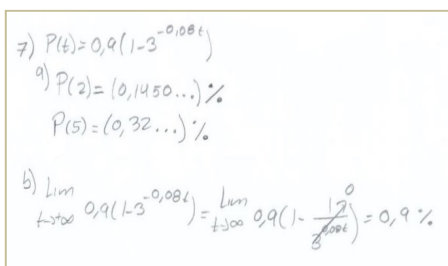 7) P(t)=0,9(1-3^-0,08t)
a) P(2)=(0,1450...)%
P(5)=(0,32...)%
b) Lim t→+∞ 0,9(1-3^-0,08t) = Lim t→∞ 0,9(1- 1/3^0,08t →0) = 0,9 %